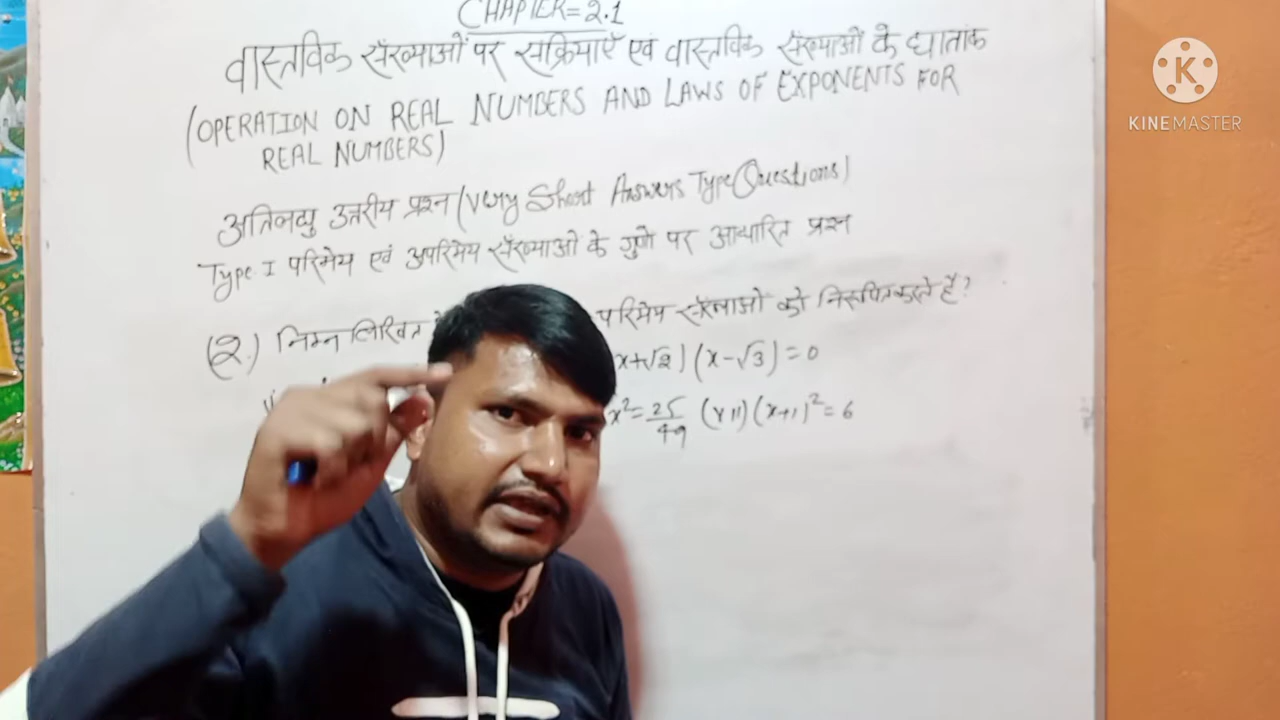 CHAPTER=2.1
वास्तविक सँख्याओं पर सक्रियाएँ एवं वास्तविक सँख्याओं के घातांक
(OPERATION ON REAL NUMBERS AND LAWS OF EXPONENTS FOR
REAL NUMBERS)
अतिलघु उत्तरीय प्रश्न (Very Short Answers Type Questions)
Type-I परिमेय एवं अपरिमेय सँख्याओ के गुणो पर आधारित प्रश्न
(2.) निम्न लिखित परिमेय सँख्याओ को निरूपित करते है?
x+√2)(x-√3)=0
x²=25/49 (VII)(x+1)²=6
KINEMASTER